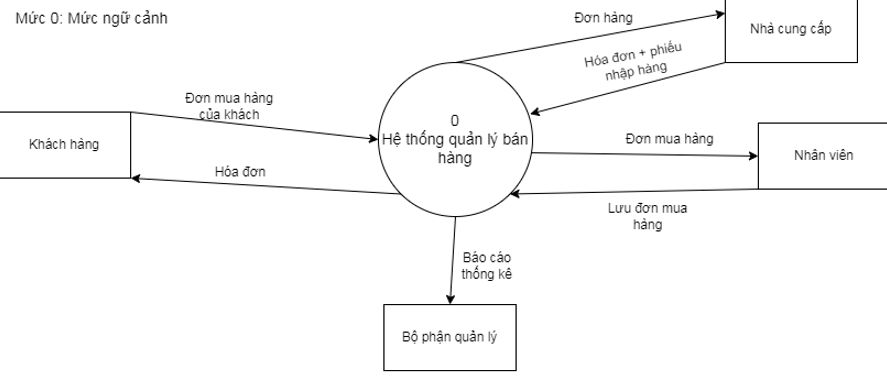 Mức 0: Mức ngữ cảnh
Đơn hàng
Nhà cung cấp
Hóa đơn + phiếu
nhập hàng
Đơn mua hàng
của khách
0
Hệ thống quản lý bán
hàng
Khách hàng
Đơn mua hàng
Nhân viên
Hóa đơn
Lưu đơn mua
hàng
Báo cáo
thống kê
Bộ phận quản lý